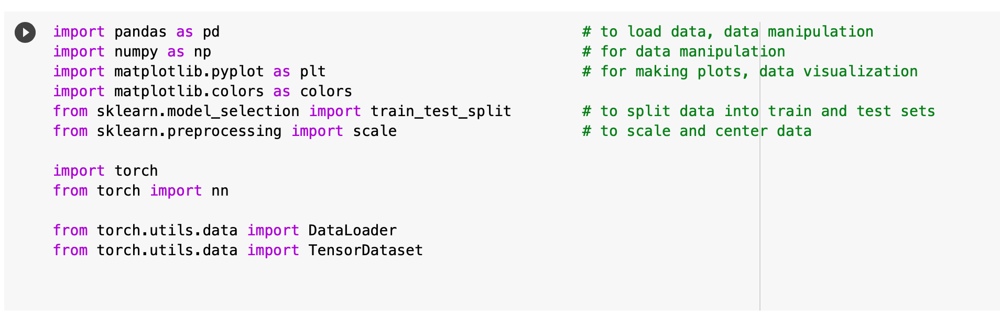 import pandas as pd                                         # to load data, data manipulation
import numpy as np                                          # for data manipulation
import matplotlib.pyplot as plt                             # for making plots, data visualization
import matplotlib.colors as colors
from sklearn.model_selection import train_test_split        # to split data into train and test sets
from sklearn.preprocessing import scale                     # to scale and center data

import torch
from torch import nn

from torch.utils.data import DataLoader
from torch.utils.data import TensorDataset